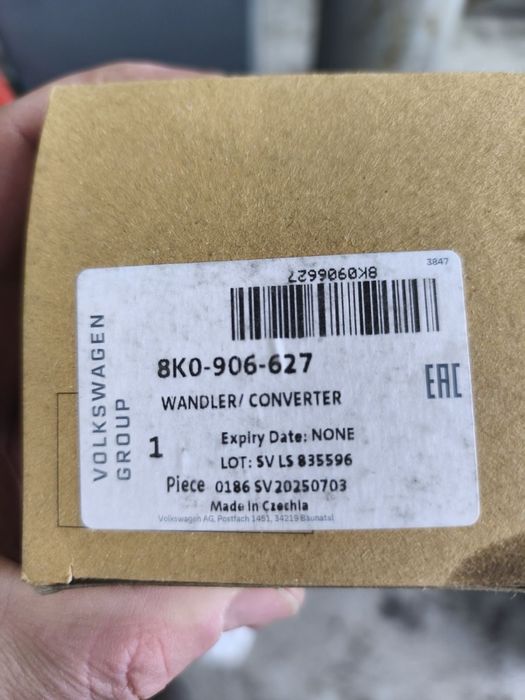 3847
8K0906627
8K0-906-627
WANDLER/ CONVERTER
EAC
VOLKSWAGEN
GROUP
1
Expiry Date: NONE
LOT: SV LS 835596
Piece 0186 SV20250703
Made in Czechia
Volkswagen AG, Postfach 1451, 34219 Baunatal